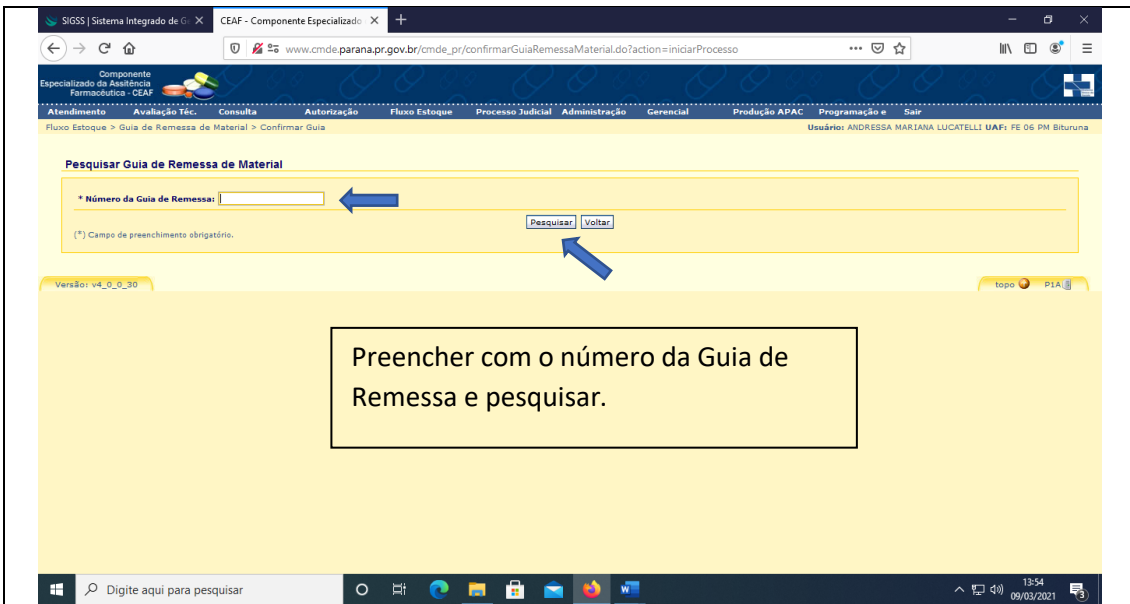 SIGSS | Sistema Integrado de G
CEAF - Componente Especializado
www.cmde.parana.pr.gov.br/cmde_pr/confirmarGuiaRemessaMaterial.do?action=iniciarProcesso
Componente
Especializado da Assitência
Farmacêutica - CEAF
Atendimento Avaliação Téc. Consulta Autorização Fluxo Estoque Processo Judicial Administração Gerencial Produção APAC Programação e Sair
Fluxo Estoque > Guia de Remessa de Material > Confirmar Guia Usuário: ANDRESSA MARIANA LUCATELLI UAF: FE 06 PM Bituruna
Pesquisar Guia de Remessa de Material
* Número da Guia de Remessa:
Pesquisar Voltar
(*) Campo de preenchimento obrigatório.
Versão: v4_0_0_30 topo P1A
Preencher com o número da Guia de
Remessa e pesquisar.
Digite aqui para pesquisar
13:54
09/03/2021
3